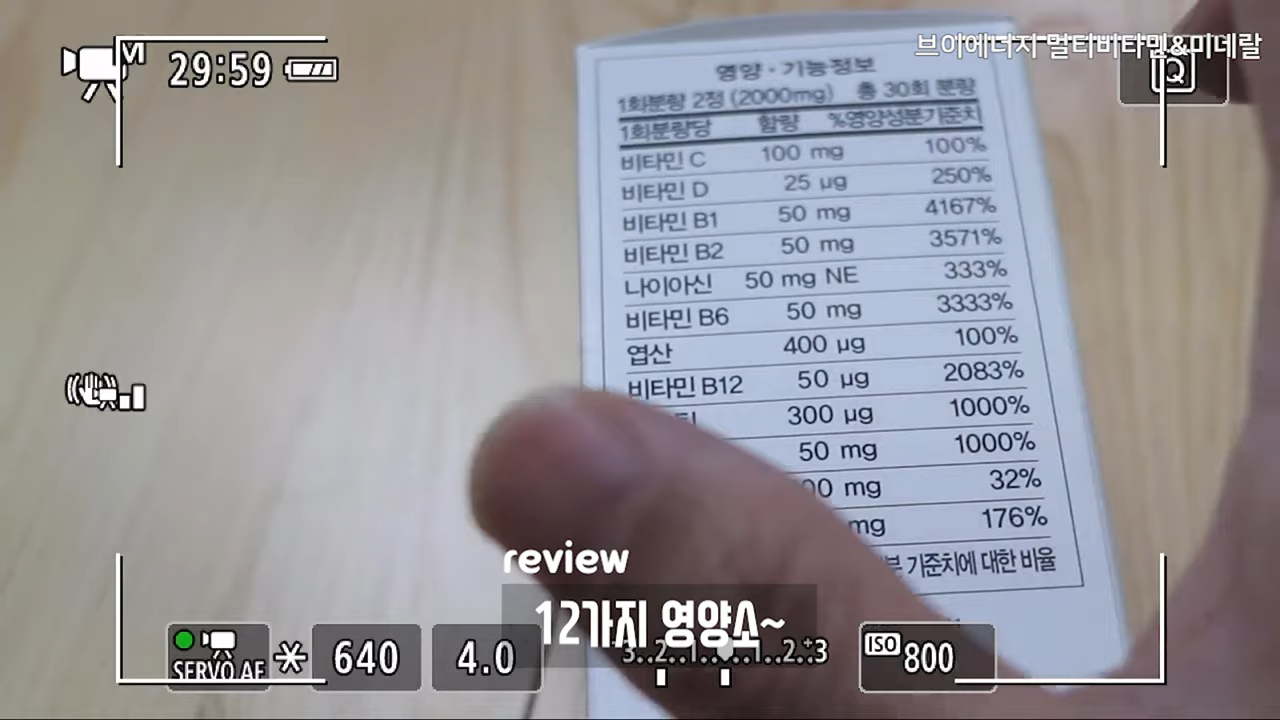 브이에너지 멀티비타민&미네랄
M 29:59
Q
영양·기능정보
1회분량 2정 (2000mg) 총 30회 분량
1회분량당 함량 %영양성분기준치
비타민 C 100 mg 100%
비타민 D 25 µg 250%
비타민 B1 50 mg 4167%
비타민 B2 50 mg 3571%
나이아신 50 mg NE 333%
비타민 B6 50 mg 3333%
엽산 400 µg 100%
비타민 B12 50 µg 2083%
300 µg 1000%
50 mg 1000%
mg 32%
mg 176%
기준치에 대한 비율
review
12가지 영양소~
SERVO AF 640 4.0 3..2..1..0..1..2.+3 ISO 800